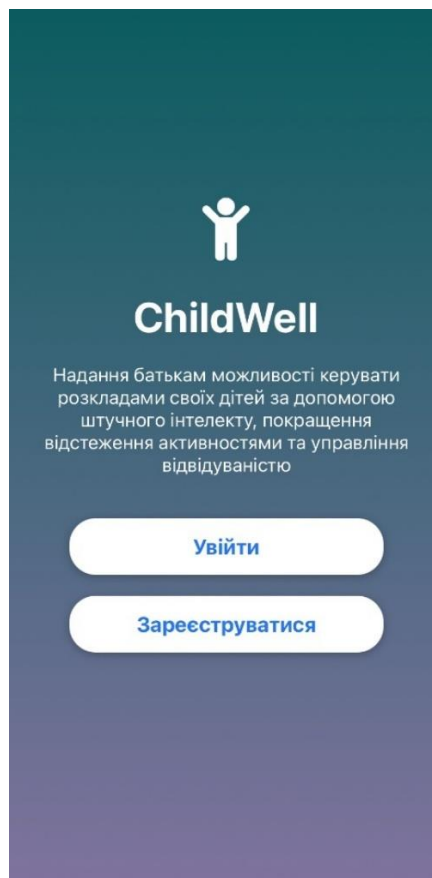 ChildWell
Надання батькам можливості керувати
розкладами своїх дітей за допомогою
штучного інтелекту, покращення
відстеження активностями та управління
відвідуваністю
Увійти
Зареєструватися